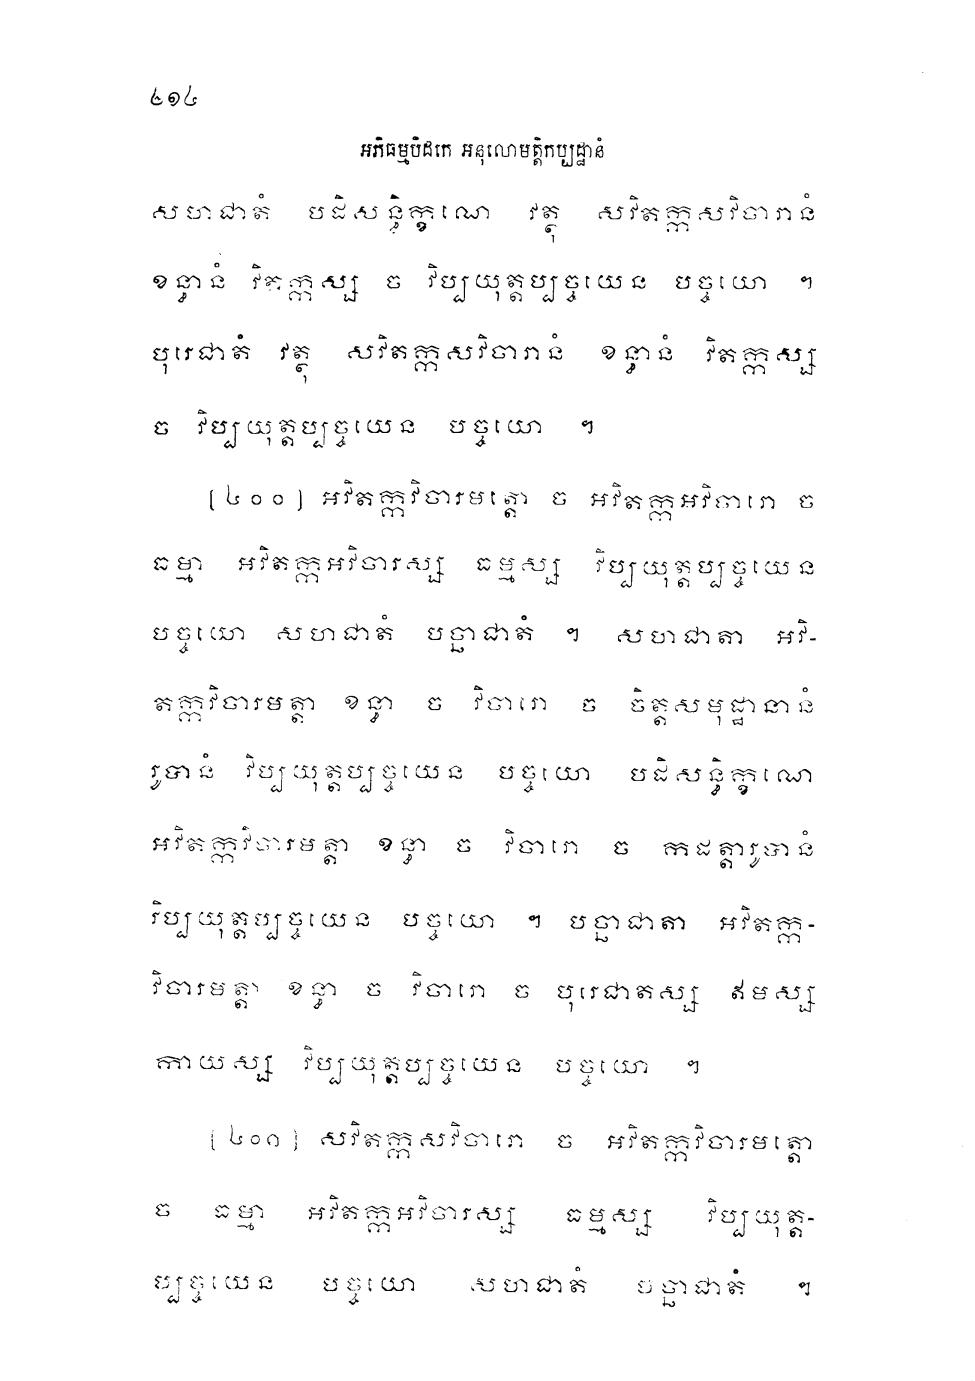 ៤១៤
អភិធម្មបិដកេ អនុលោមត្តិកប្បដ្ឋានំ
សហជាតំ បដិសន្ធិក្ខណេ វត្ថុ សវិតក្កសវិចារានំ
ខន្ធានំ វិតក្កស្ស ច វិប្បយុត្តប្បច្ចយេន បច្ចយោ ។
បុរេជាតំ វត្ថុ សវិតក្កសវិចារានំ ខន្ធានំ វិតក្កស្ស
ច វិប្បយុត្តប្បច្ចយេន បច្ចយោ ។
[៤០០] អវិតក្កវិចារមត្តោ ច អវិតក្កអវិចារោ ច
ធម្មា អវិតក្កអវិចារស្ស ធម្មស្ស វិប្បយុត្តប្បច្ចយេន
បច្ចយោ សហជាតំ បច្ឆាជាតំ ។ សហជាតា អវិ-
តក្កវិចារមត្តា ខន្ធា ច វិចារោ ច ចិត្តសមុដ្ឋានានំ
រូបានំ វិប្បយុត្តប្បច្ចយេន បច្ចយោ បដិសន្ធិក្ខណេ
អវិតក្កវិចារមត្តា ខន្ធា ច វិចារោ ច កដត្តារូបានំ
វិប្បយុត្តប្បច្ចយេន បច្ចយោ ។ បច្ឆាជាតា អវិតក្ក-
វិចារមត្តា ខន្ធា ច វិចារោ ច បុរេជាតស្ស ឥមស្ស
កាយស្ស វិប្បយុត្តប្បច្ចយេន បច្ចយោ ។
[៤០៣] សវិតក្កសវិចារោ ច អវិតក្កវិចារមត្តោ
ច ធម្មា អវិតក្កអវិចារស្ស ធម្មស្ស វិប្បយុត្ត-
ប្បច្ចយេន បច្ចយោ សហជាតំ បច្ឆាជាតំ ។